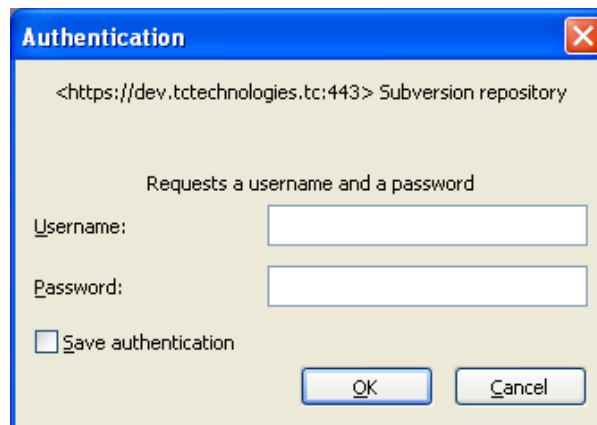 Authentication
<https://dev.tctechnologies.tc:443> Subversion repository
Requests a username and a password
Username:
Password:
Save authentication
OK Cancel